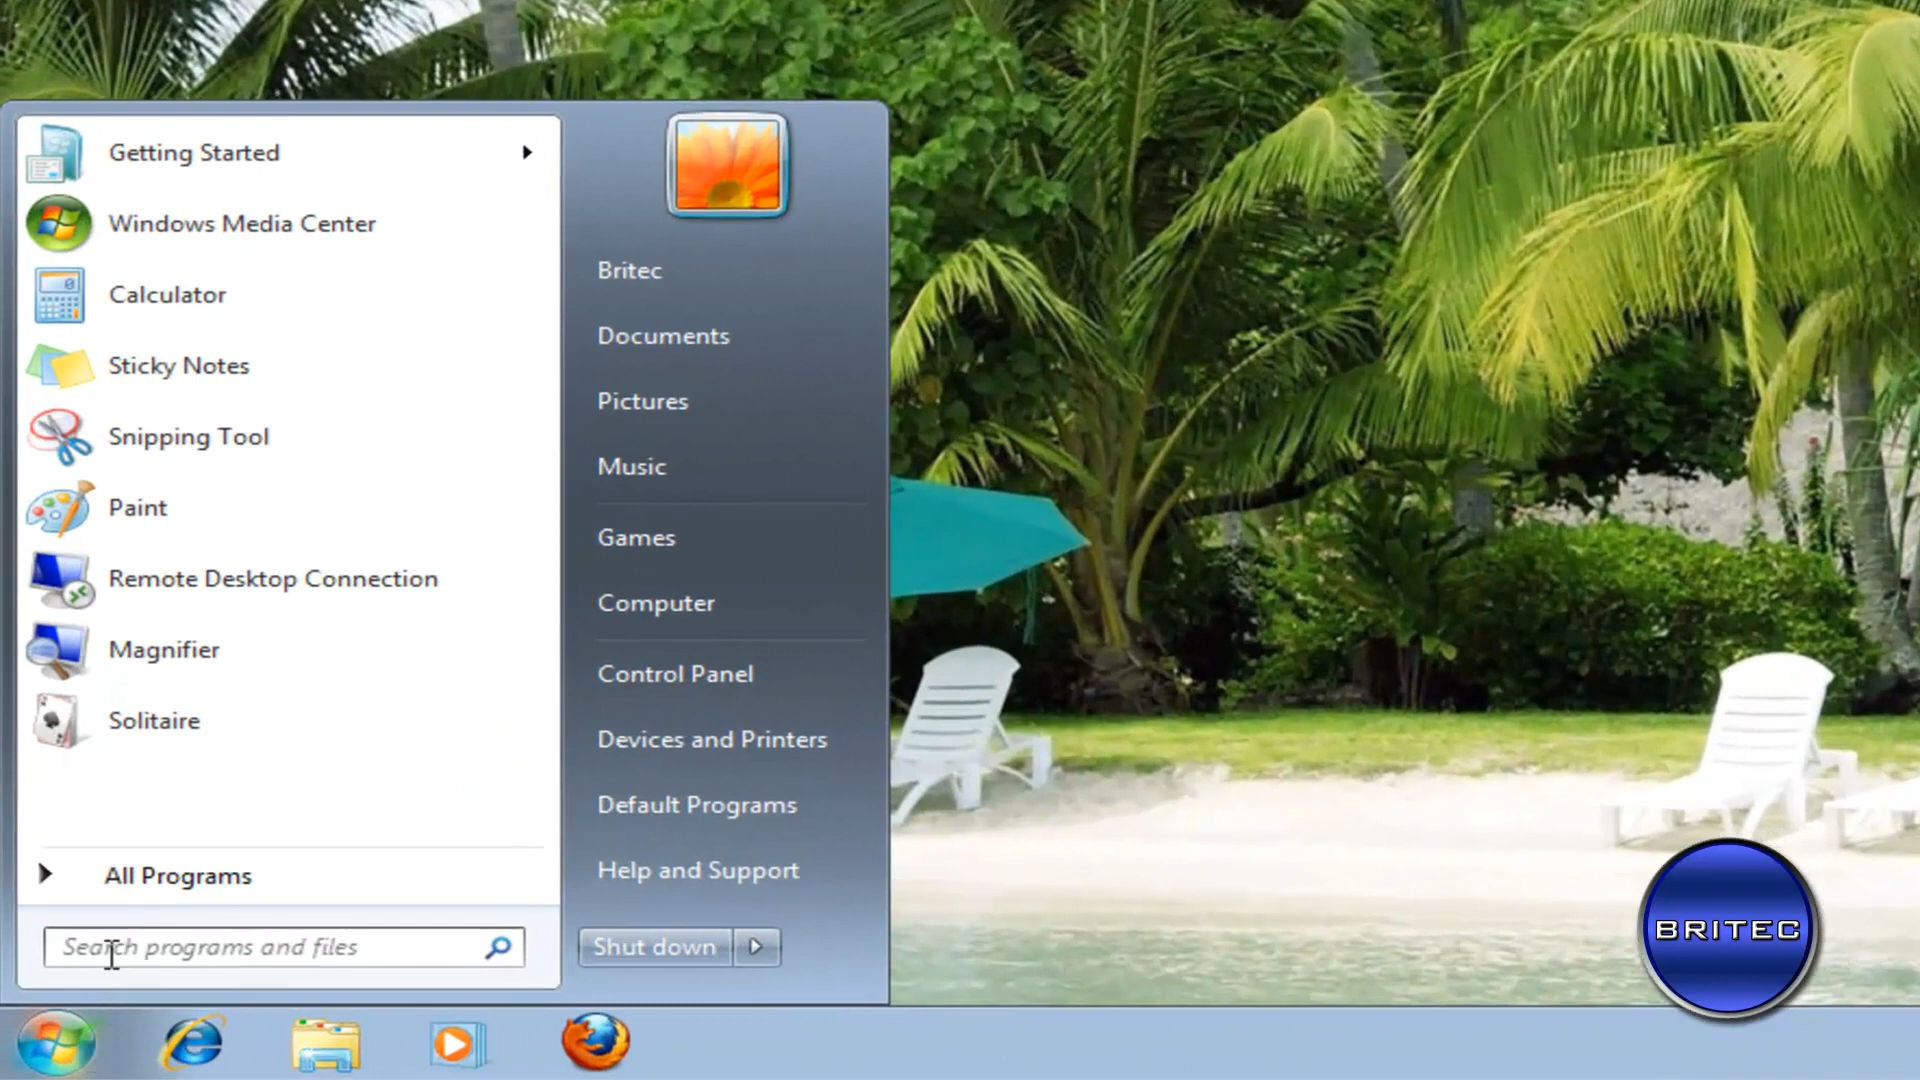 Getting Started
Windows Media Center
Calculator
Sticky Notes
Snipping Tool
Paint
Remote Desktop Connection
Magnifier
Solitaire
All Programs
Search programs and files
Britec
Documents
Pictures
Music
Games
Computer
Control Panel
Devices and Printers
Default Programs
Help and Support
Shut down
BRITEC